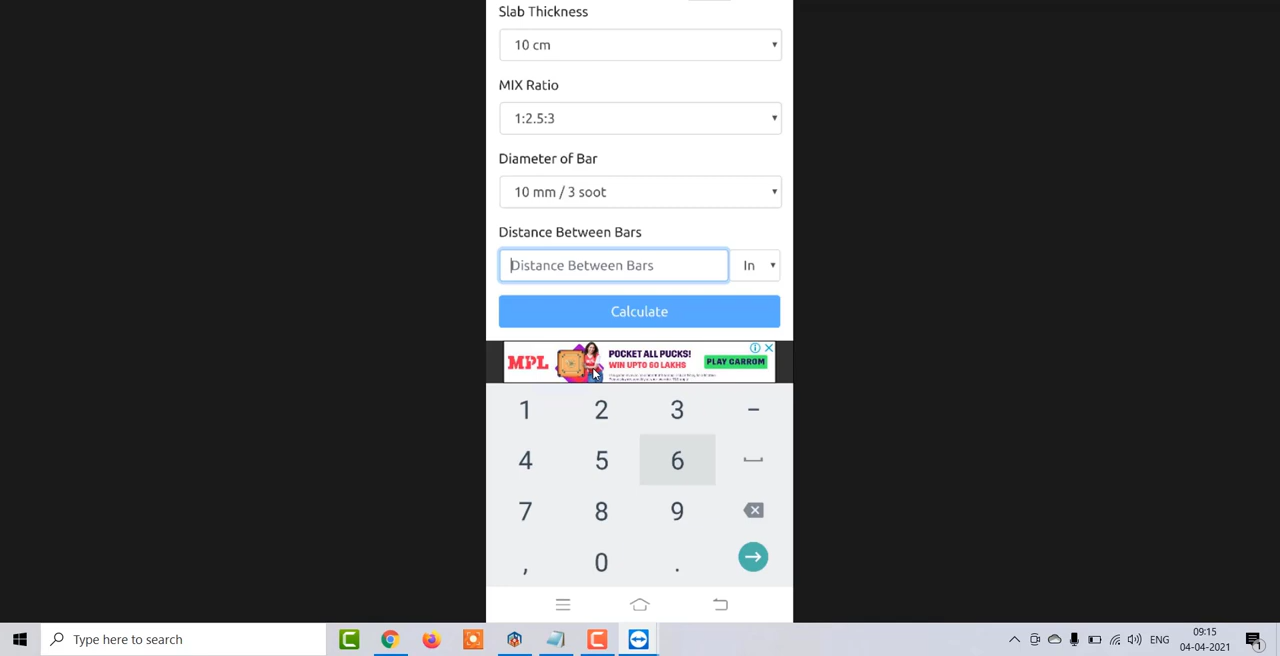 Slab Thickness
10 cm
MIX Ratio
1:2.5:3
Diameter of Bar
10 mm / 3 soot
Distance Between Bars
Distance Between Bars
In
Calculate
MPL
POCKET ALL PUCKS!
WIN UPTO 60 LAKHS
PLAY CARROM
1 2 3 -
4 5 6
7 8 9
, 0 .
Type here to search
ENG
09:15
04-04-2021
1